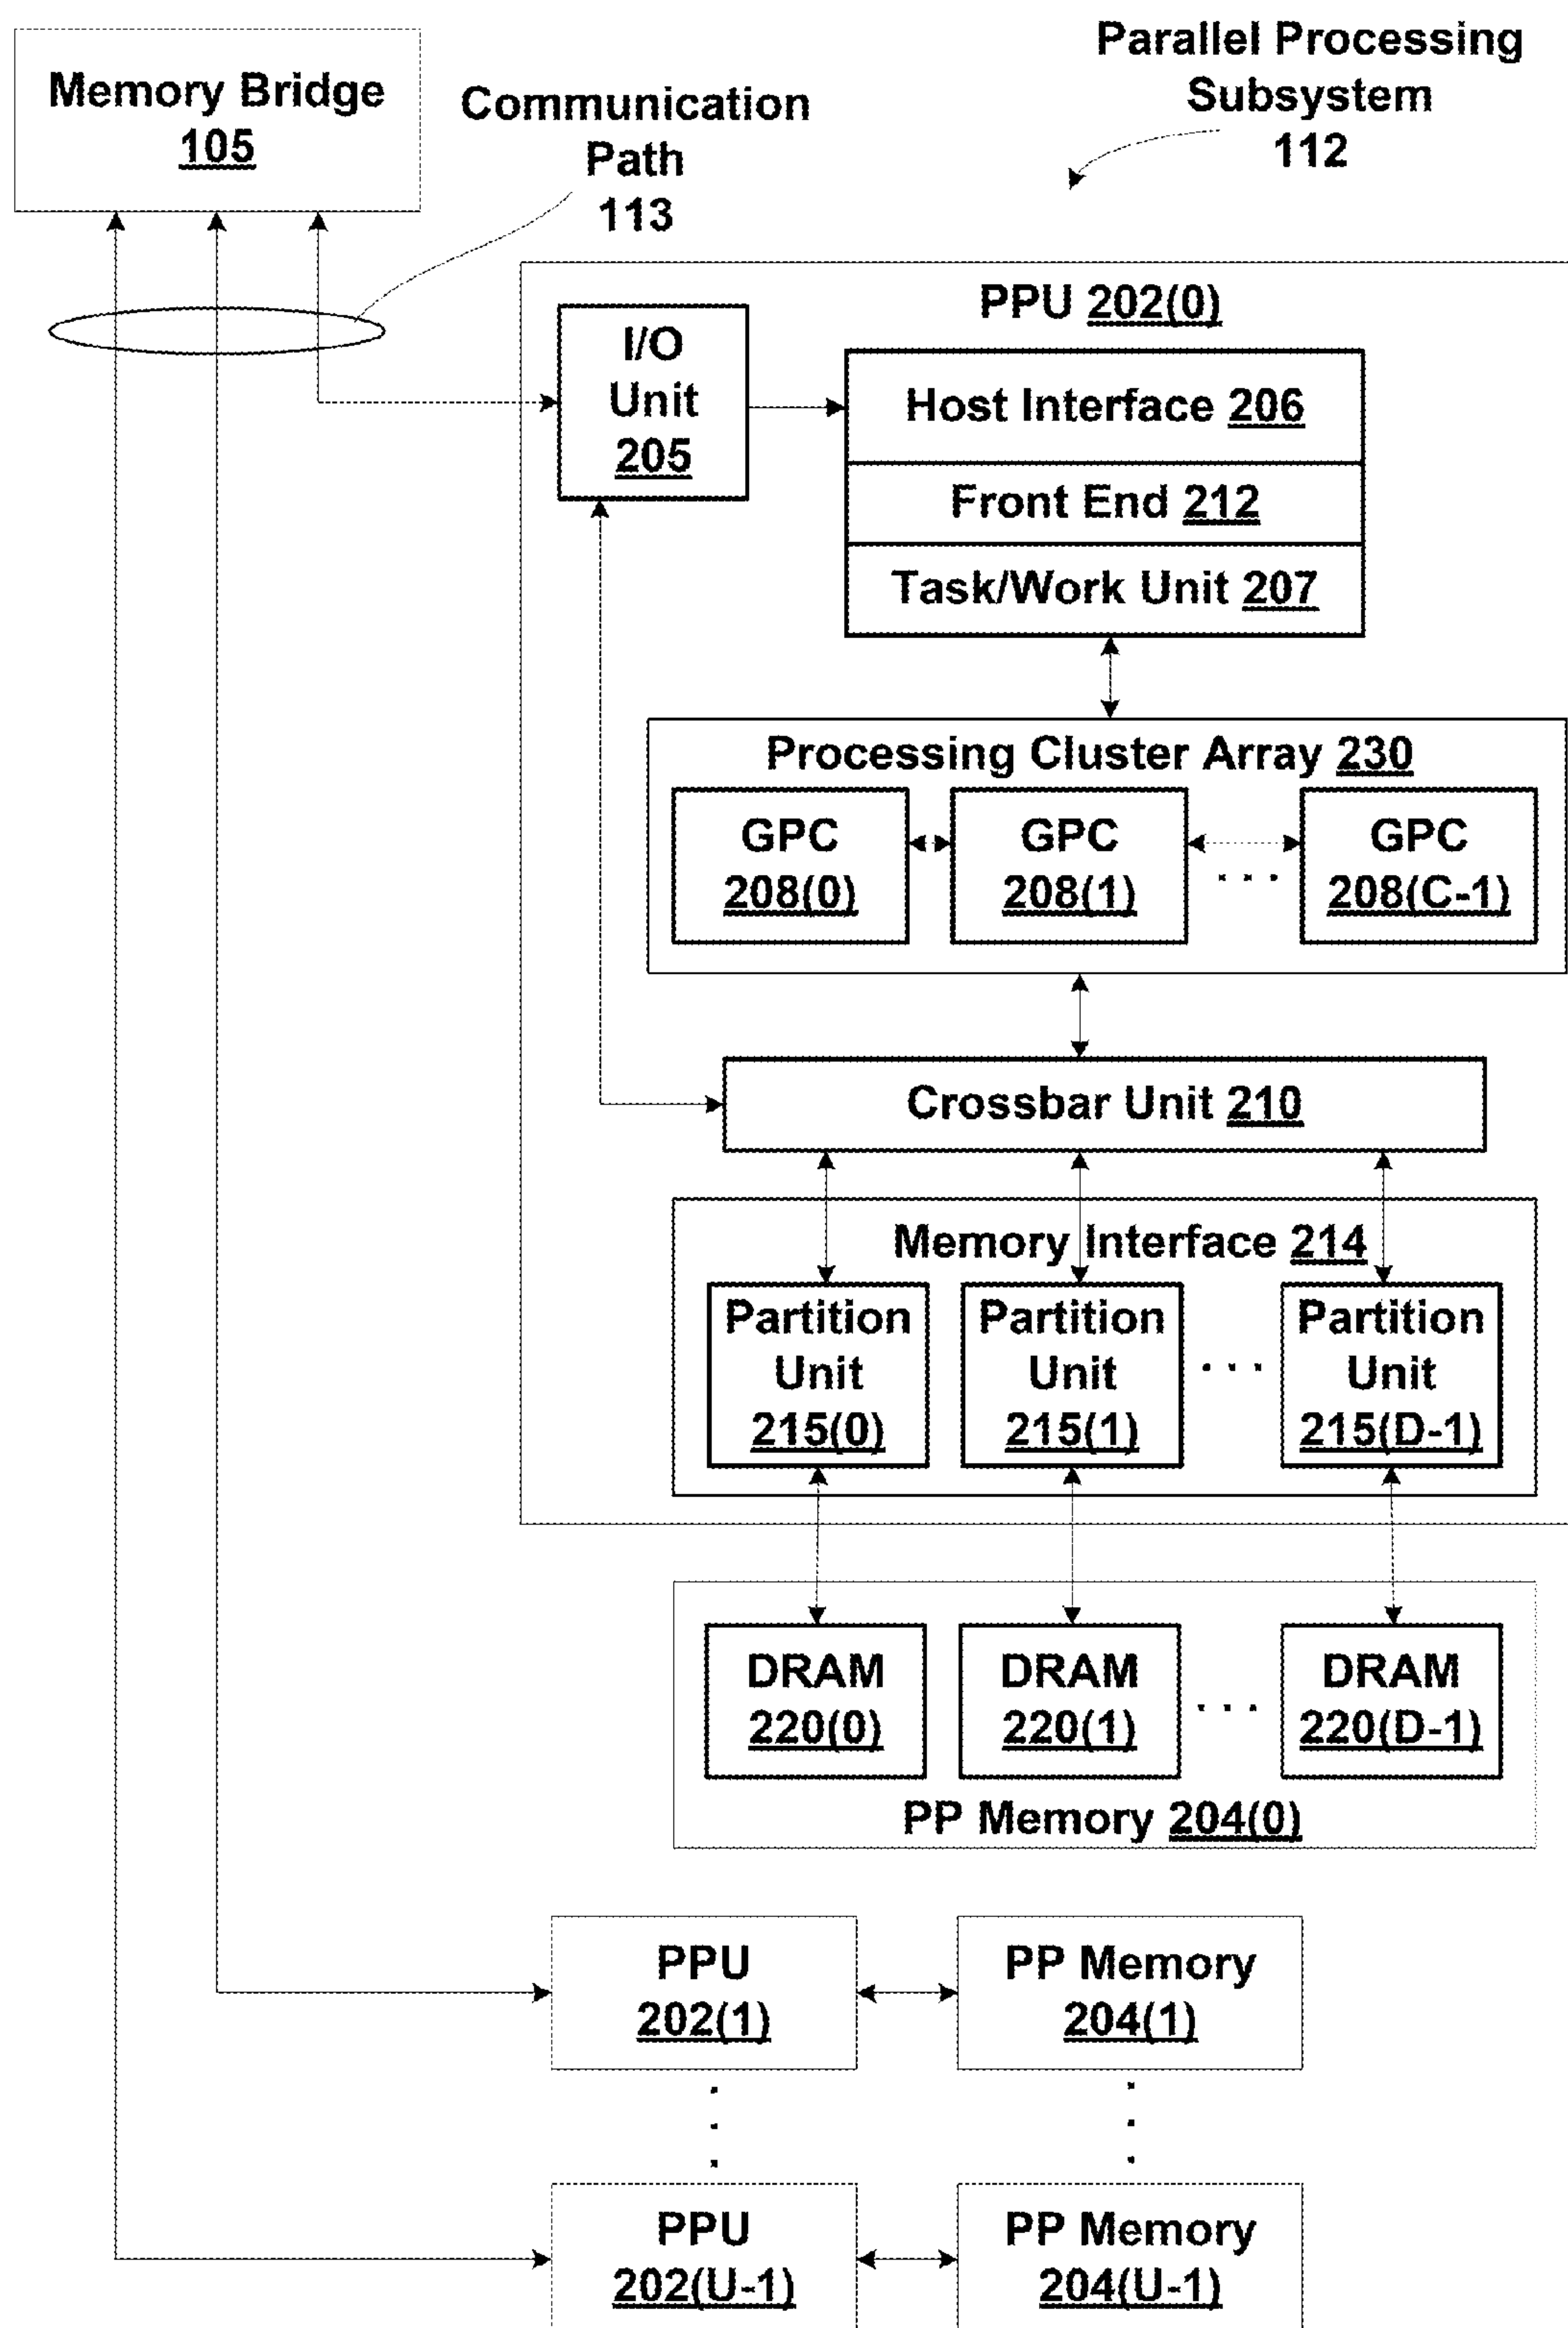 Parallel Processing
Subsystem
112
Memory Bridge
105
Communication
Path
113
PPU 202(0)
I/O
Unit
205
Host Interface 206
Front End 212
Task/Work Unit 207
Processing Cluster Array 230
GPC
208(0)
GPC
208(1)
. . .
GPC
208(C-1)
Crossbar Unit 210
Memory Interface 214
Partition
Unit
215(0)
Partition
Unit
215(1)
. . .
Partition
Unit
215(D-1)
DRAM
220(0)
DRAM
220(1)
. . .
DRAM
220(D-1)
PP Memory 204(0)
PPU
202(1)
PP Memory
204(1)
PPU
202(U-1)
PP Memory
204(U-1)